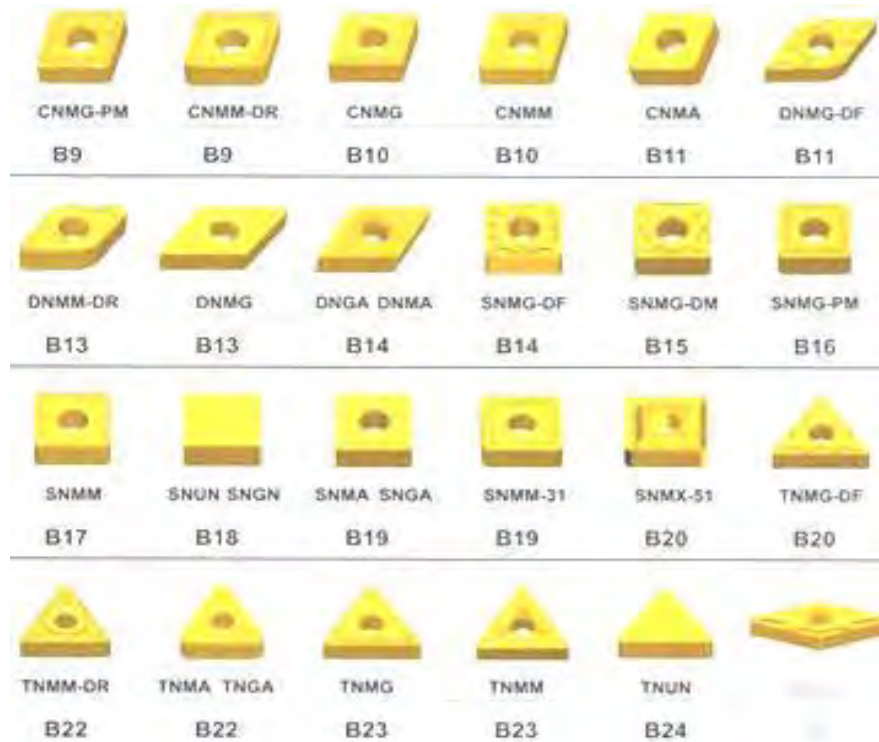 CNMG-PM CNMM-DR CNMG CNMM CNMA DNMG-DF
B9 B9 B10 B10 B11 B11
DNMM-DR DNMG DNGA DNMA SNMG-DF SNMG-DM SNMG-PM
B13 B13 B14 B14 B15 B16
SNMM SNUN SNGN SNMA SNGA SNMM-31 SNMX-51 TNMG-DF
B17 B18 B19 B19 B20 B20
TNMM-DR TNMA TNGA TNMG TNMM TNUN
B22 B22 B23 B23 B24